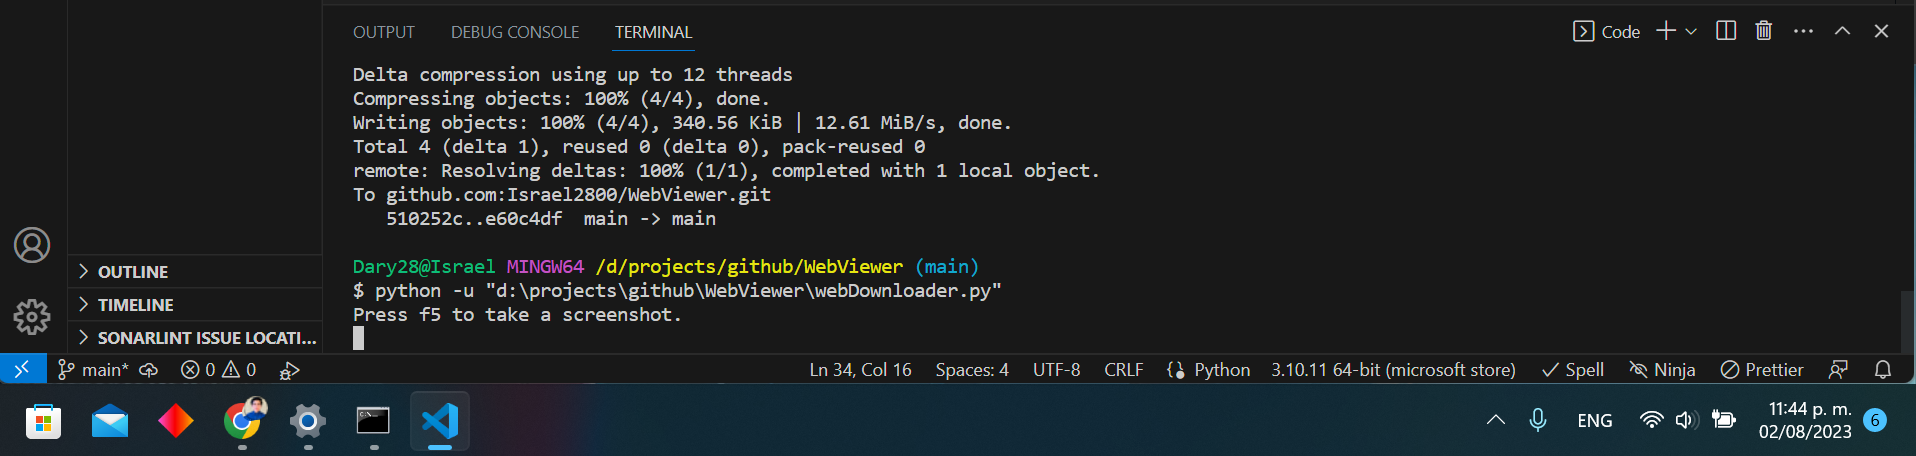 OUTPUT DEBUG CONSOLE TERMINAL Code
Delta compression using up to 12 threads
Compressing objects: 100% (4/4), done.
Writing objects: 100% (4/4), 340.56 KiB | 12.61 MiB/s, done.
Total 4 (delta 1), reused 0 (delta 0), pack-reused 0
remote: Resolving deltas: 100% (1/1), completed with 1 local object.
To github.com:Israel2800/WebViewer.git
510252c..e60c4df main -> main
Dary28@Israel MINGW64 /d/projects/github/WebViewer (main)
$ python -u "d:\projects\github\WebViewer\webDownloader.py"
Press f5 to take a screenshot.
OUTLINE
TIMELINE
SONARLINT ISSUE LOCATI...
main* 0 0 Ln 34, Col 16 Spaces: 4 UTF-8 CRLF Python 3.10.11 64-bit (microsoft store) Spell Ninja Prettier
ENG 11:44 p. m. 6
02/08/2023